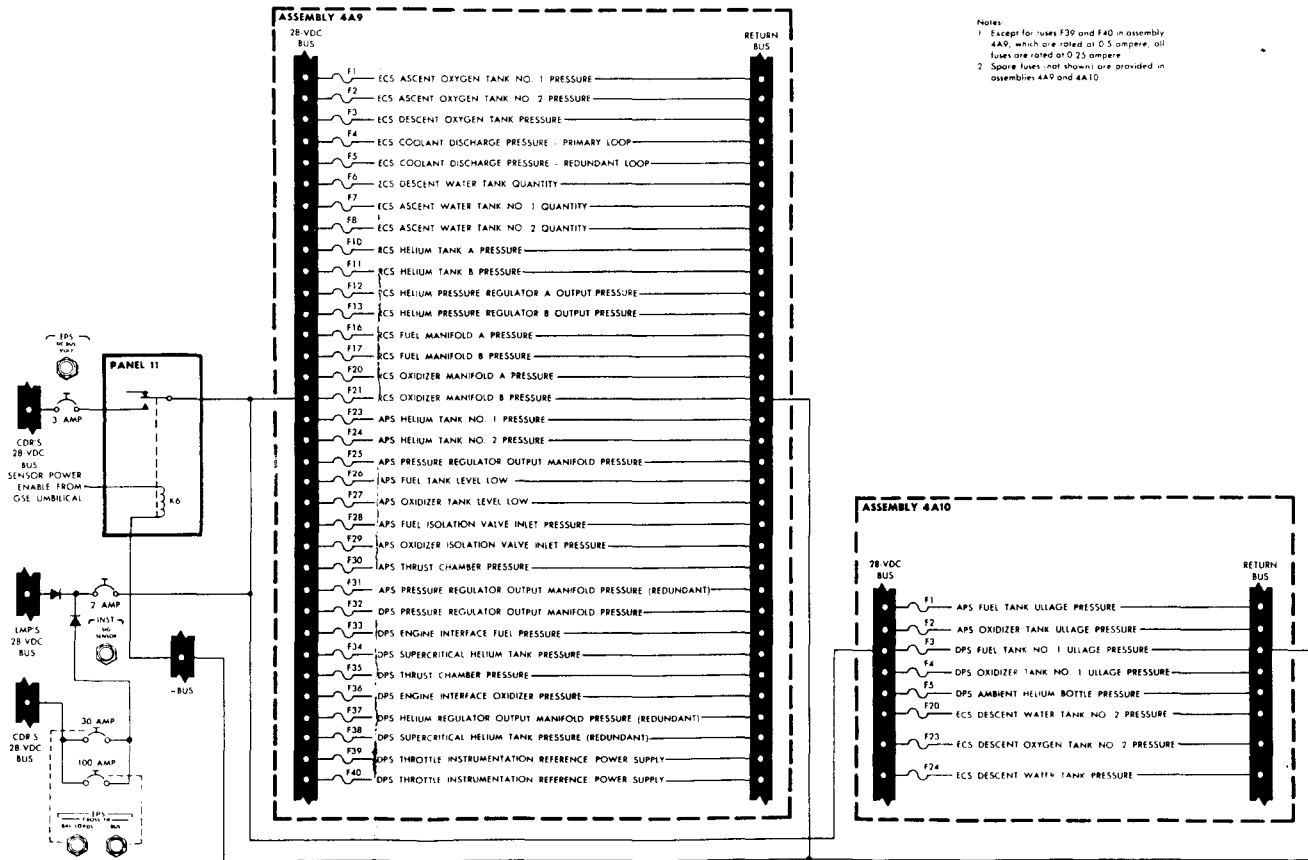 Notes:
1 Except for fuses F39 and F40 in assembly
4A9, which are rated at 0.5 ampere, all
fuses are rated at 0.25 ampere
2 Spare fuses (not shown) are provided in
assemblies 4A9 and 4A10
ASSEMBLY 4A9
28-VDC
BUS
RETURN
BUS
F1 ECS ASCENT OXYGEN TANK NO. 1 PRESSURE
F2 ECS ASCENT OXYGEN TANK NO. 2 PRESSURE
F3 ECS DESCENT OXYGEN TANK PRESSURE
F4 ECS COOLANT DISCHARGE PRESSURE - PRIMARY LOOP
F5 ECS COOLANT DISCHARGE PRESSURE - REDUNDANT LOOP
F6 ECS DESCENT WATER TANK QUANTITY
F7 ECS ASCENT WATER TANK NO 1 QUANTITY
F8 ECS ASCENT WATER TANK NO 2 QUANTITY
F10 RCS HELIUM TANK A PRESSURE
F11 RCS HELIUM TANK B PRESSURE
F12 RCS HELIUM PRESSURE REGULATOR A OUTPUT PRESSURE
F13 RCS HELIUM PRESSURE REGULATOR B OUTPUT PRESSURE
F16 RCS FUEL MANIFOLD A PRESSURE
F17 RCS FUEL MANIFOLD B PRESSURE
F20 RCS OXIDIZER MANIFOLD A PRESSURE
F21 RCS OXIDIZER MANIFOLD B PRESSURE
F23 APS HELIUM TANK NO. 1 PRESSURE
F24 APS HELIUM TANK NO. 2 PRESSURE
F25 APS PRESSURE REGULATOR OUTPUT MANIFOLD PRESSURE
F26 APS FUEL TANK LEVEL LOW
F27 APS OXIDIZER TANK LEVEL LOW
F28 APS FUEL ISOLATION VALVE INLET PRESSURE
F29 APS OXIDIZER ISOLATION VALVE INLET PRESSURE
F30 APS THRUST CHAMBER PRESSURE
F31 APS PRESSURE REGULATOR OUTPUT MANIFOLD PRESSURE (REDUNDANT)
F32 DPS PRESSURE REGULATOR OUTPUT MANIFOLD PRESSURE
F33 DPS ENGINE INTERFACE FUEL PRESSURE
F34 DPS SUPERCRITICAL HELIUM TANK PRESSURE
F35 DPS THRUST CHAMBER PRESSURE
F36 DPS ENGINE INTERFACE OXIDIZER PRESSURE
F37 DPS HELIUM REGULATOR OUTPUT MANIFOLD PRESSURE (REDUNDANT)
F38 DPS SUPERCRITICAL HELIUM TANK PRESSURE (REDUNDANT)
F39 DPS THROTTLE INSTRUMENTATION REFERENCE POWER SUPPLY
F40 DPS THROTTLE INSTRUMENTATION REFERENCE POWER SUPPLY
EPS
DC BUS
VOLT
PANEL 11
3 AMP
CDR'S
28-VDC
BUS
SENSOR POWER
ENABLE FROM
GSE UMBILICAL
K6
2 AMP
LMP'S
28 VDC
BUS
INST
SIG
SENSOR
-BUS
CDR S
28-VDC
BUS
30 AMP
100 AMP
EPS
CROSS TIE
BAL LOADS BUS
ASSEMBLY 4A10
28-VDC
BUS
RETURN
BUS
F1 APS FUEL TANK ULLAGE PRESSURE
F2 APS OXIDIZER TANK ULLAGE PRESSURE
F3 DPS FUEL TANK NO 1 ULLAGE PRESSURE
F4 DPS OXIDIZER TANK NO. 1 ULLAGE PRESSURE
F5 DPS AMBIENT HELIUM BOTTLE PRESSURE
F20 ECS DESCENT WATER TANK NO 2 PRESSURE
F23 ECS DESCENT OXYGEN TANK NO 2 PRESSURE
F24 ECS DESCENT WATER TANK PRESSURE